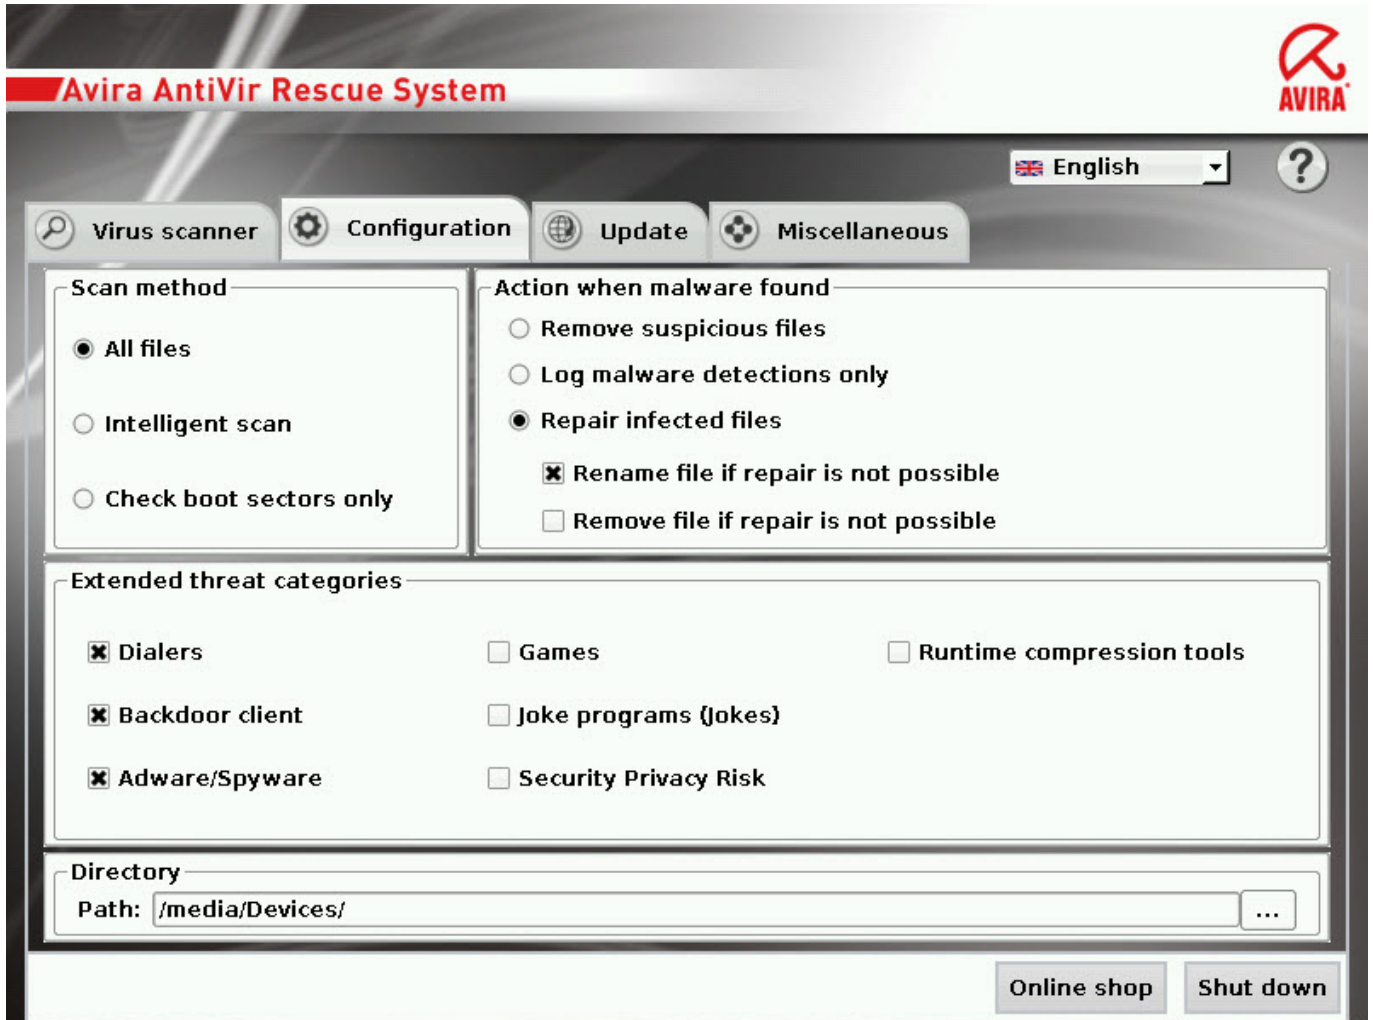 Avira AntiVir Rescue System
AVIRA
English
?
Virus scanner
Configuration
Update
Miscellaneous
Scan method
All files
Intelligent scan
Check boot sectors only
Action when malware found
Remove suspicious files
Log malware detections only
Repair infected files
Rename file if repair is not possible
Remove file if repair is not possible
Extended threat categories
Dialers
Games
Runtime compression tools
Backdoor client
Joke programs (Jokes)
Adware/Spyware
Security Privacy Risk
Directory
Path: /media/Devices/ ...
Online shop
Shut down